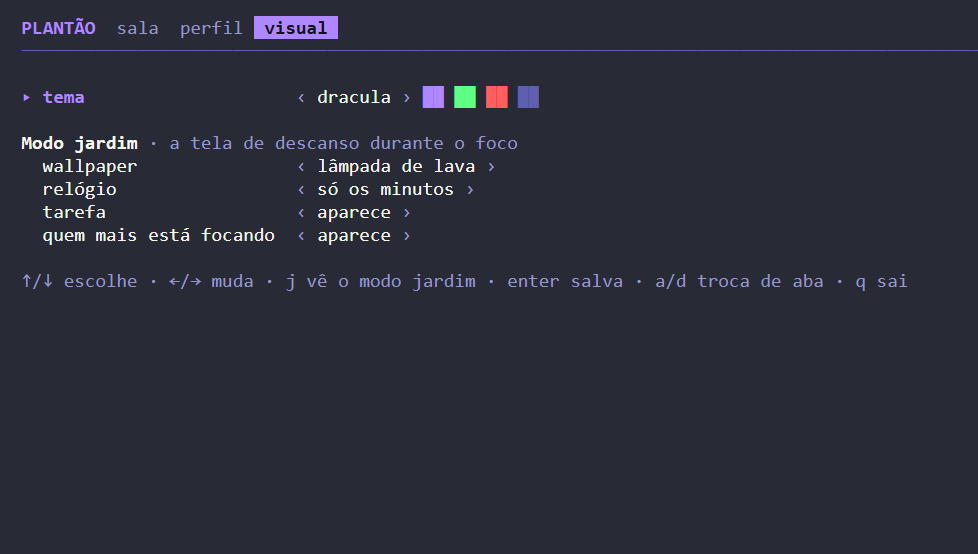 PLANTÃO sala perfil visual
▸ tema ‹ dracula ›
Modo jardim · a tela de descanso durante o foco
wallpaper ‹ lâmpada de lava ›
relógio ‹ só os minutos ›
tarefa ‹ aparece ›
quem mais está focando ‹ aparece ›
↑/↓ escolhe · ←/→ muda · j vê o modo jardim · enter salva · a/d troca de aba · q sai